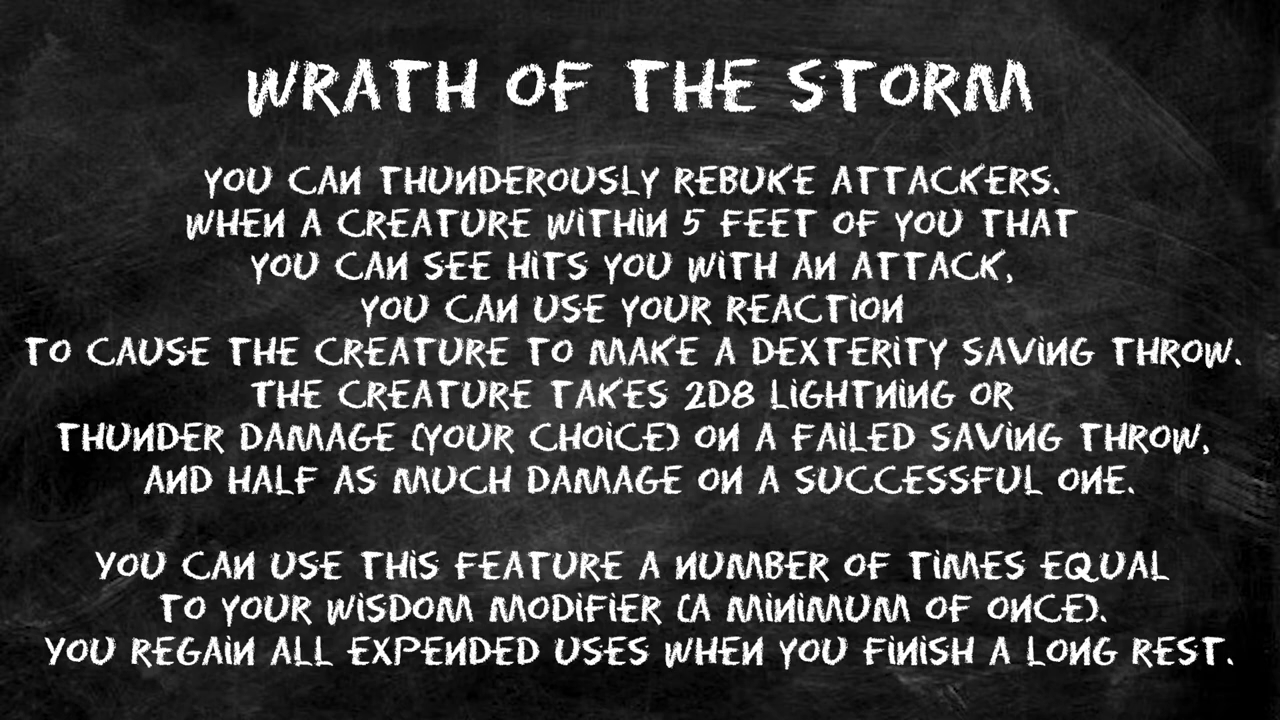 WRATH OF THE STORM
YOU CAN THUNDEROUSLY REBUKE ATTACKERS.
WHEN A CREATURE WITHIN 5 FEET OF YOU THAT
YOU CAN SEE HITS YOU WITH AN ATTACK,
YOU CAN USE YOUR REACTION
TO CAUSE THE CREATURE TO MAKE A DEXTERITY SAVING THROW.
THE CREATURE TAKES 2D8 LIGHTNING OR
THUNDER DAMAGE (YOUR CHOICE) ON A FAILED SAVING THROW,
AND HALF AS MUCH DAMAGE ON A SUCCESSFUL ONE.
YOU CAN USE THIS FEATURE A NUMBER OF TIMES EQUAL
TO YOUR WISDOM MODIFIER (A MINIMUM OF ONCE).
YOU REGAIN ALL EXPENDED USES WHEN YOU FINISH A LONG REST.